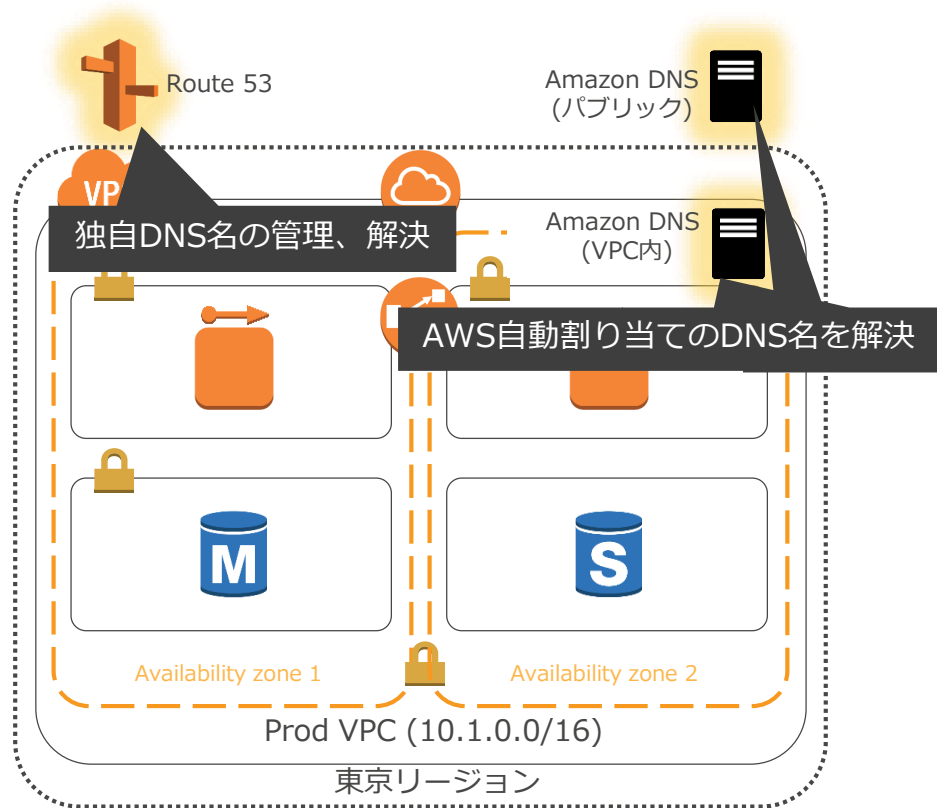 Route 53
Amazon DNS
(パブリック)
VP
独自DNS名の管理、解決
Amazon DNS
(VPC内)
AWS自動割り当てのDNS名を解決
M
S
Availability zone 1
Availability zone 2
Prod VPC (10.1.0.0/16)
東京リージョン